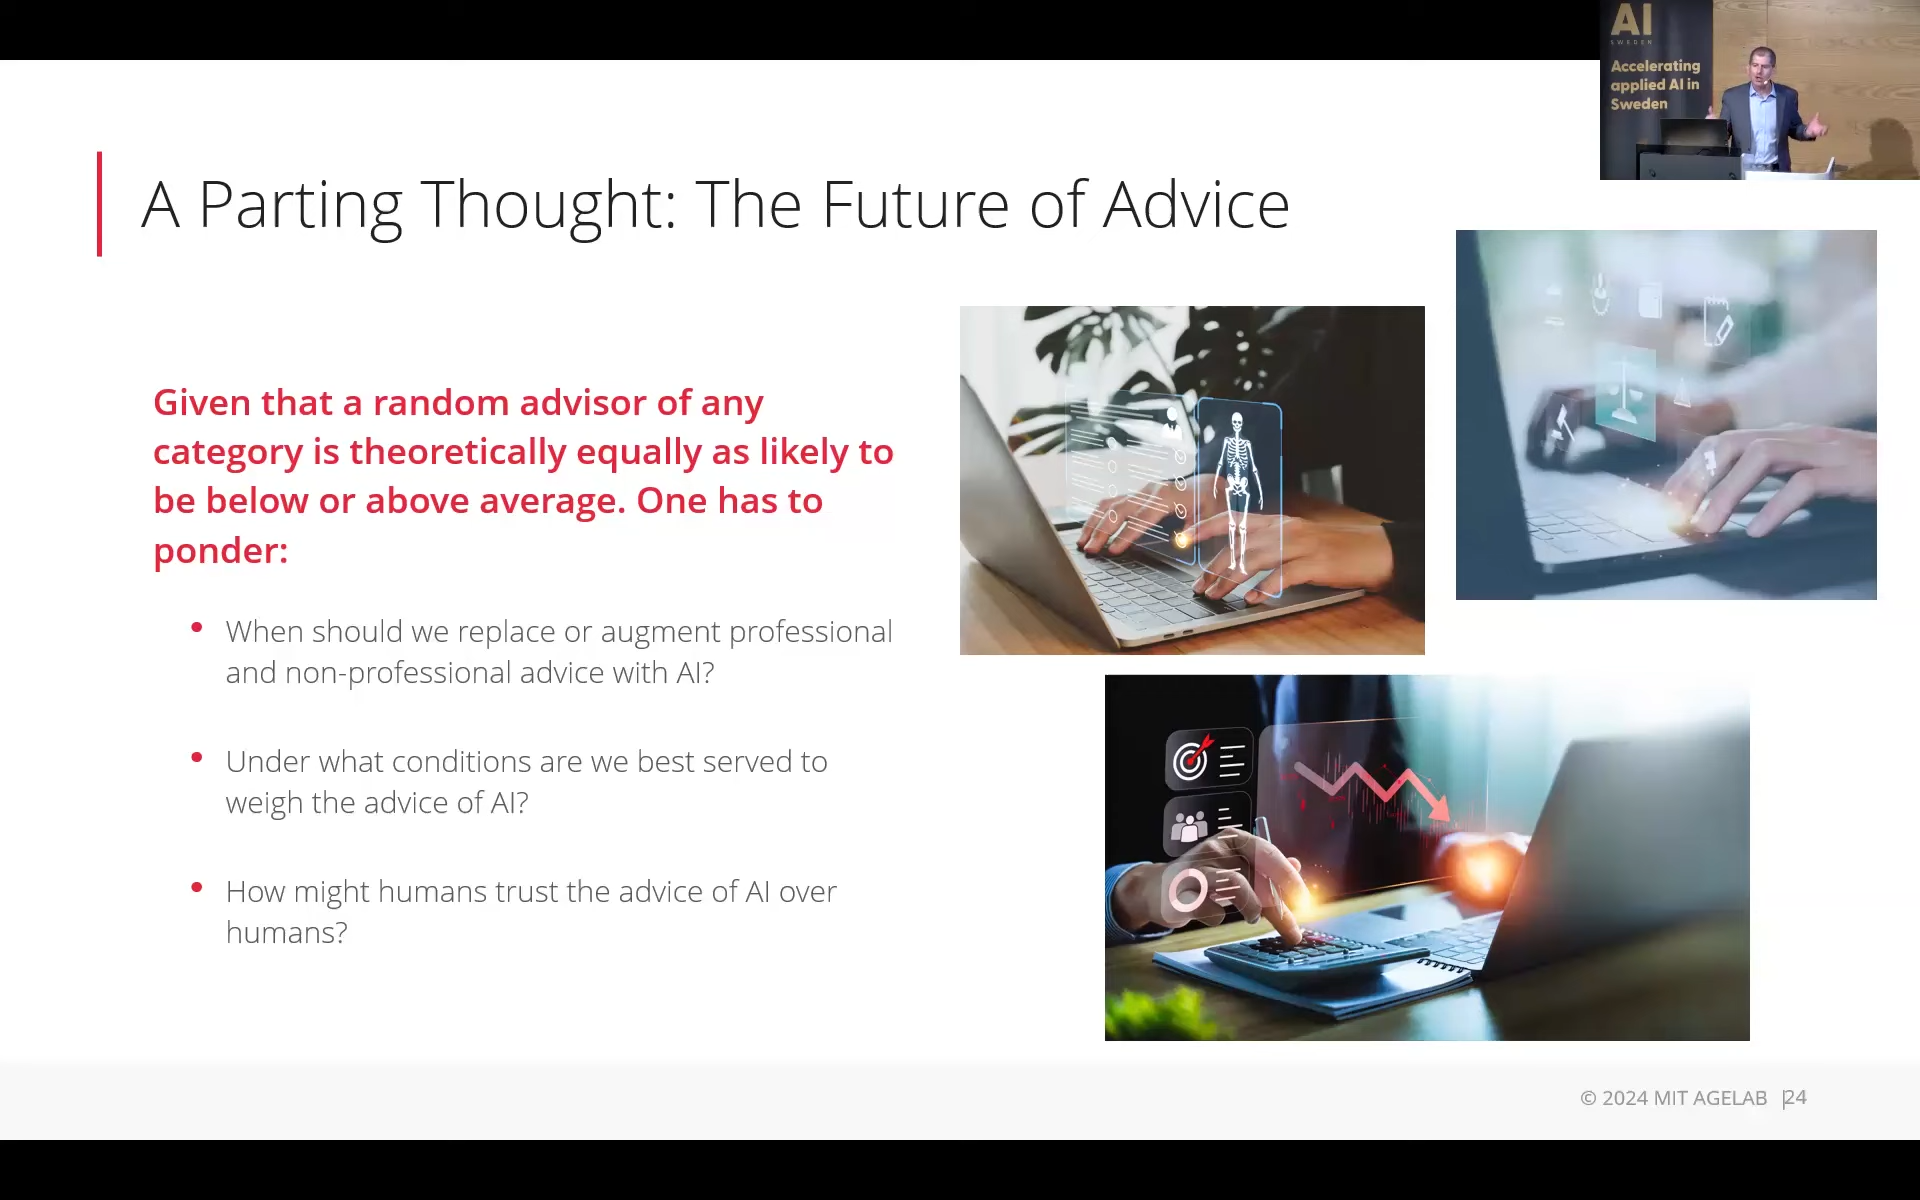 AI
SWEDEN
Accelerating
applied AI in
Sweden
A Parting Thought: The Future of Advice
Given that a random advisor of any
category is theoretically equally as likely to
be below or above average. One has to
ponder:
• When should we replace or augment professional
and non-professional advice with AI?
• Under what conditions are we best served to
weigh the advice of AI?
• How might humans trust the advice of AI over
humans?
© 2024 MIT AGELAB |24